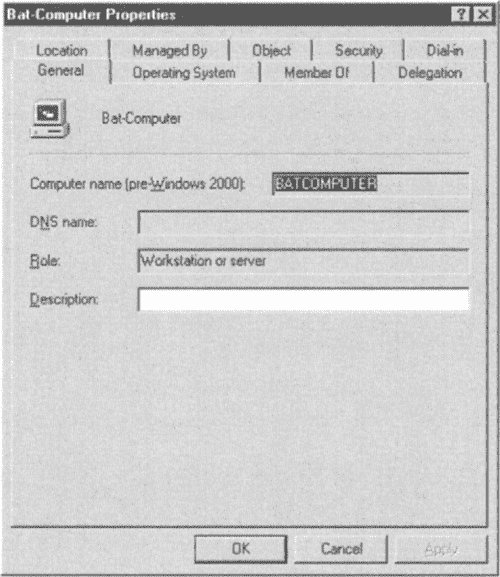 Bat-Computer Properties
Location Managed By Object Security Dial-in
General Operating System Member Of Delegation
Bat-Computer
Computer name (pre-Windows 2000): BATCOMPUTER
DNS name:
Role: Workstation or server
Description:
OK Cancel Apply